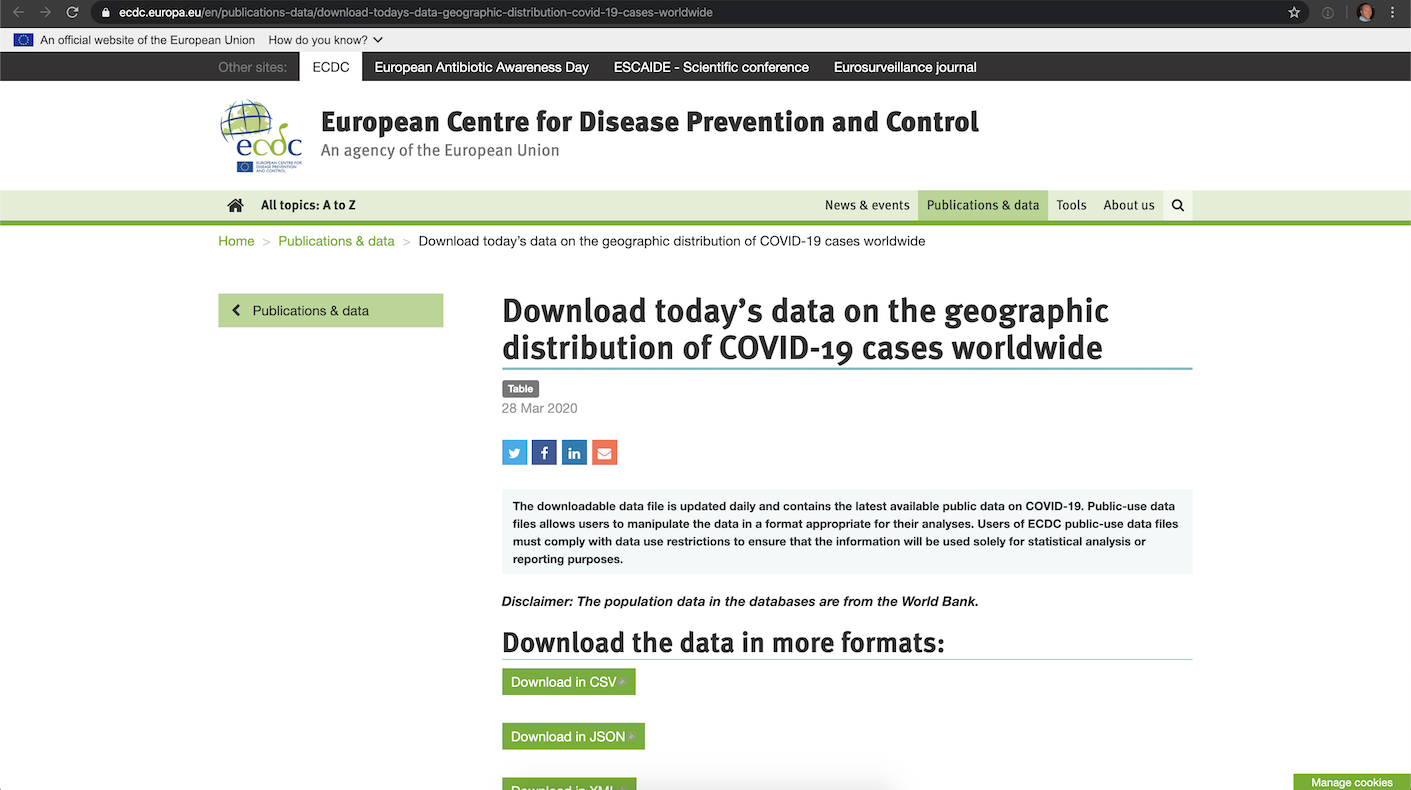 ecdc.europa.eu/en/publications-data/download-todays-data-geographic-distribution-covid-19-cases-worldwide
An official website of the European Union How do you know?
Other sites: ECDC European Antibiotic Awareness Day ESCAIDE - Scientific conference Eurosurveillance journal
European Centre for Disease Prevention and Control
An agency of the European Union
ecdc
EUROPEAN CENTRE FOR
DISEASE PREVENTION
AND CONTROL
All topics: A to Z News & events Publications & data Tools About us
Home > Publications & data > Download today’s data on the geographic distribution of COVID-19 cases worldwide
Publications & data
Download today’s data on the geographic
distribution of COVID-19 cases worldwide
Table
28 Mar 2020
The downloadable data file is updated daily and contains the latest available public data on COVID-19. Public-use data
files allows users to manipulate the data in a format appropriate for their analyses. Users of ECDC public-use data files
must comply with data use restrictions to ensure that the information will be used solely for statistical analysis or
reporting purposes.
Disclaimer: The population data in the databases are from the World Bank.
Download the data in more formats:
Download in CSV
Download in JSON
Download in XML
Manage cookies